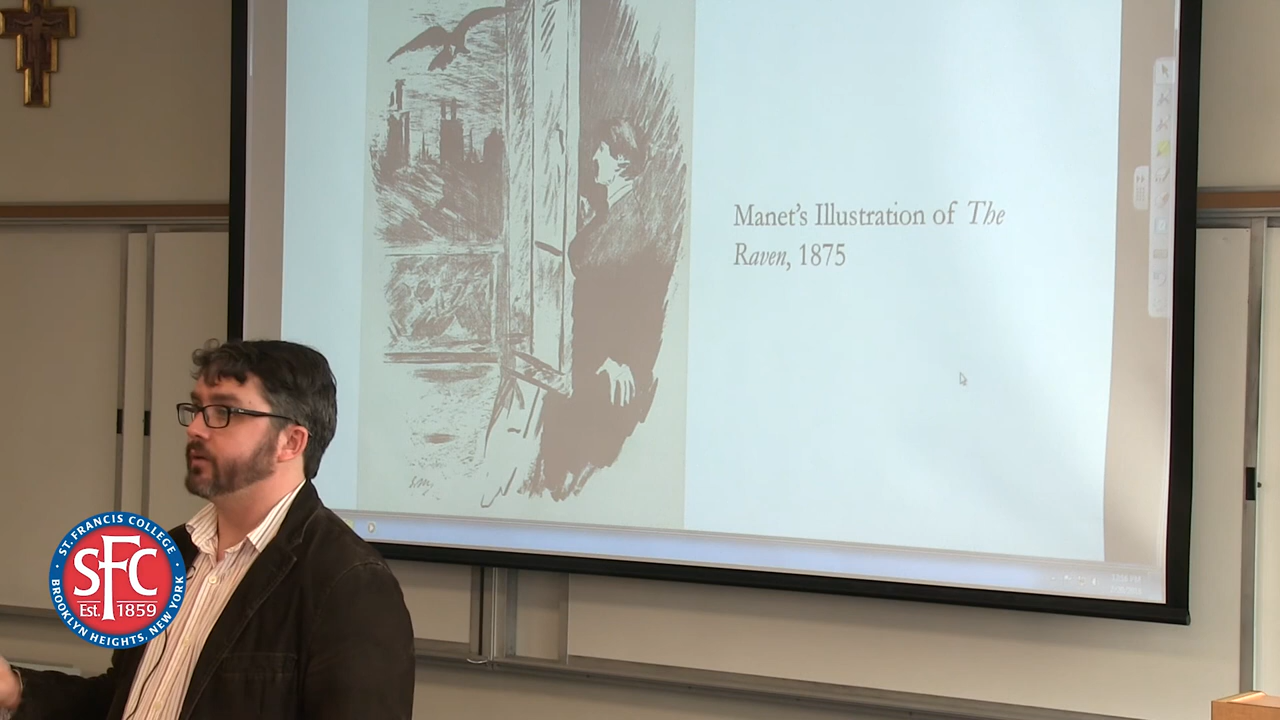 Manet's Illustration of The
Raven, 1875
ST. FRANCIS COLLEGE
SFC
Est. 1859
BROOKLYN HEIGHTS, NEW YORK